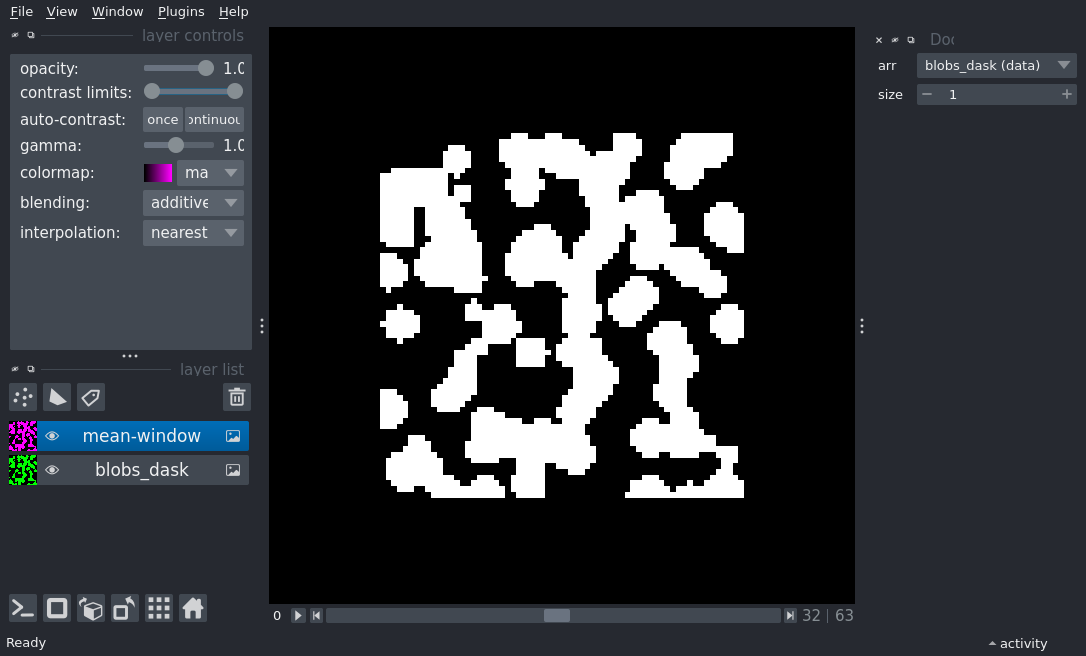 File View Window Plugins Help
layer controls
opacity: 1.0
contrast limits:
auto-contrast: once ontinuou
gamma: 1.0
colormap: ma
blending: additive
interpolation: nearest
layer list
mean-window
blobs_dask
Doc
arr blobs_dask (data)
size − 1 +
0 32 | 63
Ready
activity